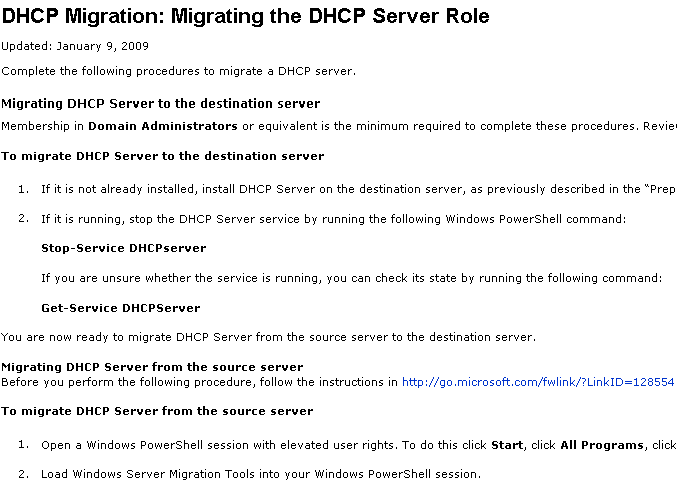 DHCP Migration: Migrating the DHCP Server Role
Updated: January 9, 2009
Complete the following procedures to migrate a DHCP server.
Migrating DHCP Server to the destination server
Membership in Domain Administrators or equivalent is the minimum required to complete these procedures. Review
To migrate DHCP Server to the destination server
1. If it is not already installed, install DHCP Server on the destination server, as previously described in the “Prep
2. If it is running, stop the DHCP Server service by running the following Windows PowerShell command:
Stop-Service DHCPserver
If you are unsure whether the service is running, you can check its state by running the following command:
Get-Service DHCPServer
You are now ready to migrate DHCP Server from the source server to the destination server.
Migrating DHCP Server from the source server
Before you perform the following procedure, follow the instructions in http://go.microsoft.com/fwlink/?LinkID=128554
To migrate DHCP Server from the source server
1. Open a Windows PowerShell session with elevated user rights. To do this click Start, click All Programs, click
2. Load Windows Server Migration Tools into your Windows PowerShell session.